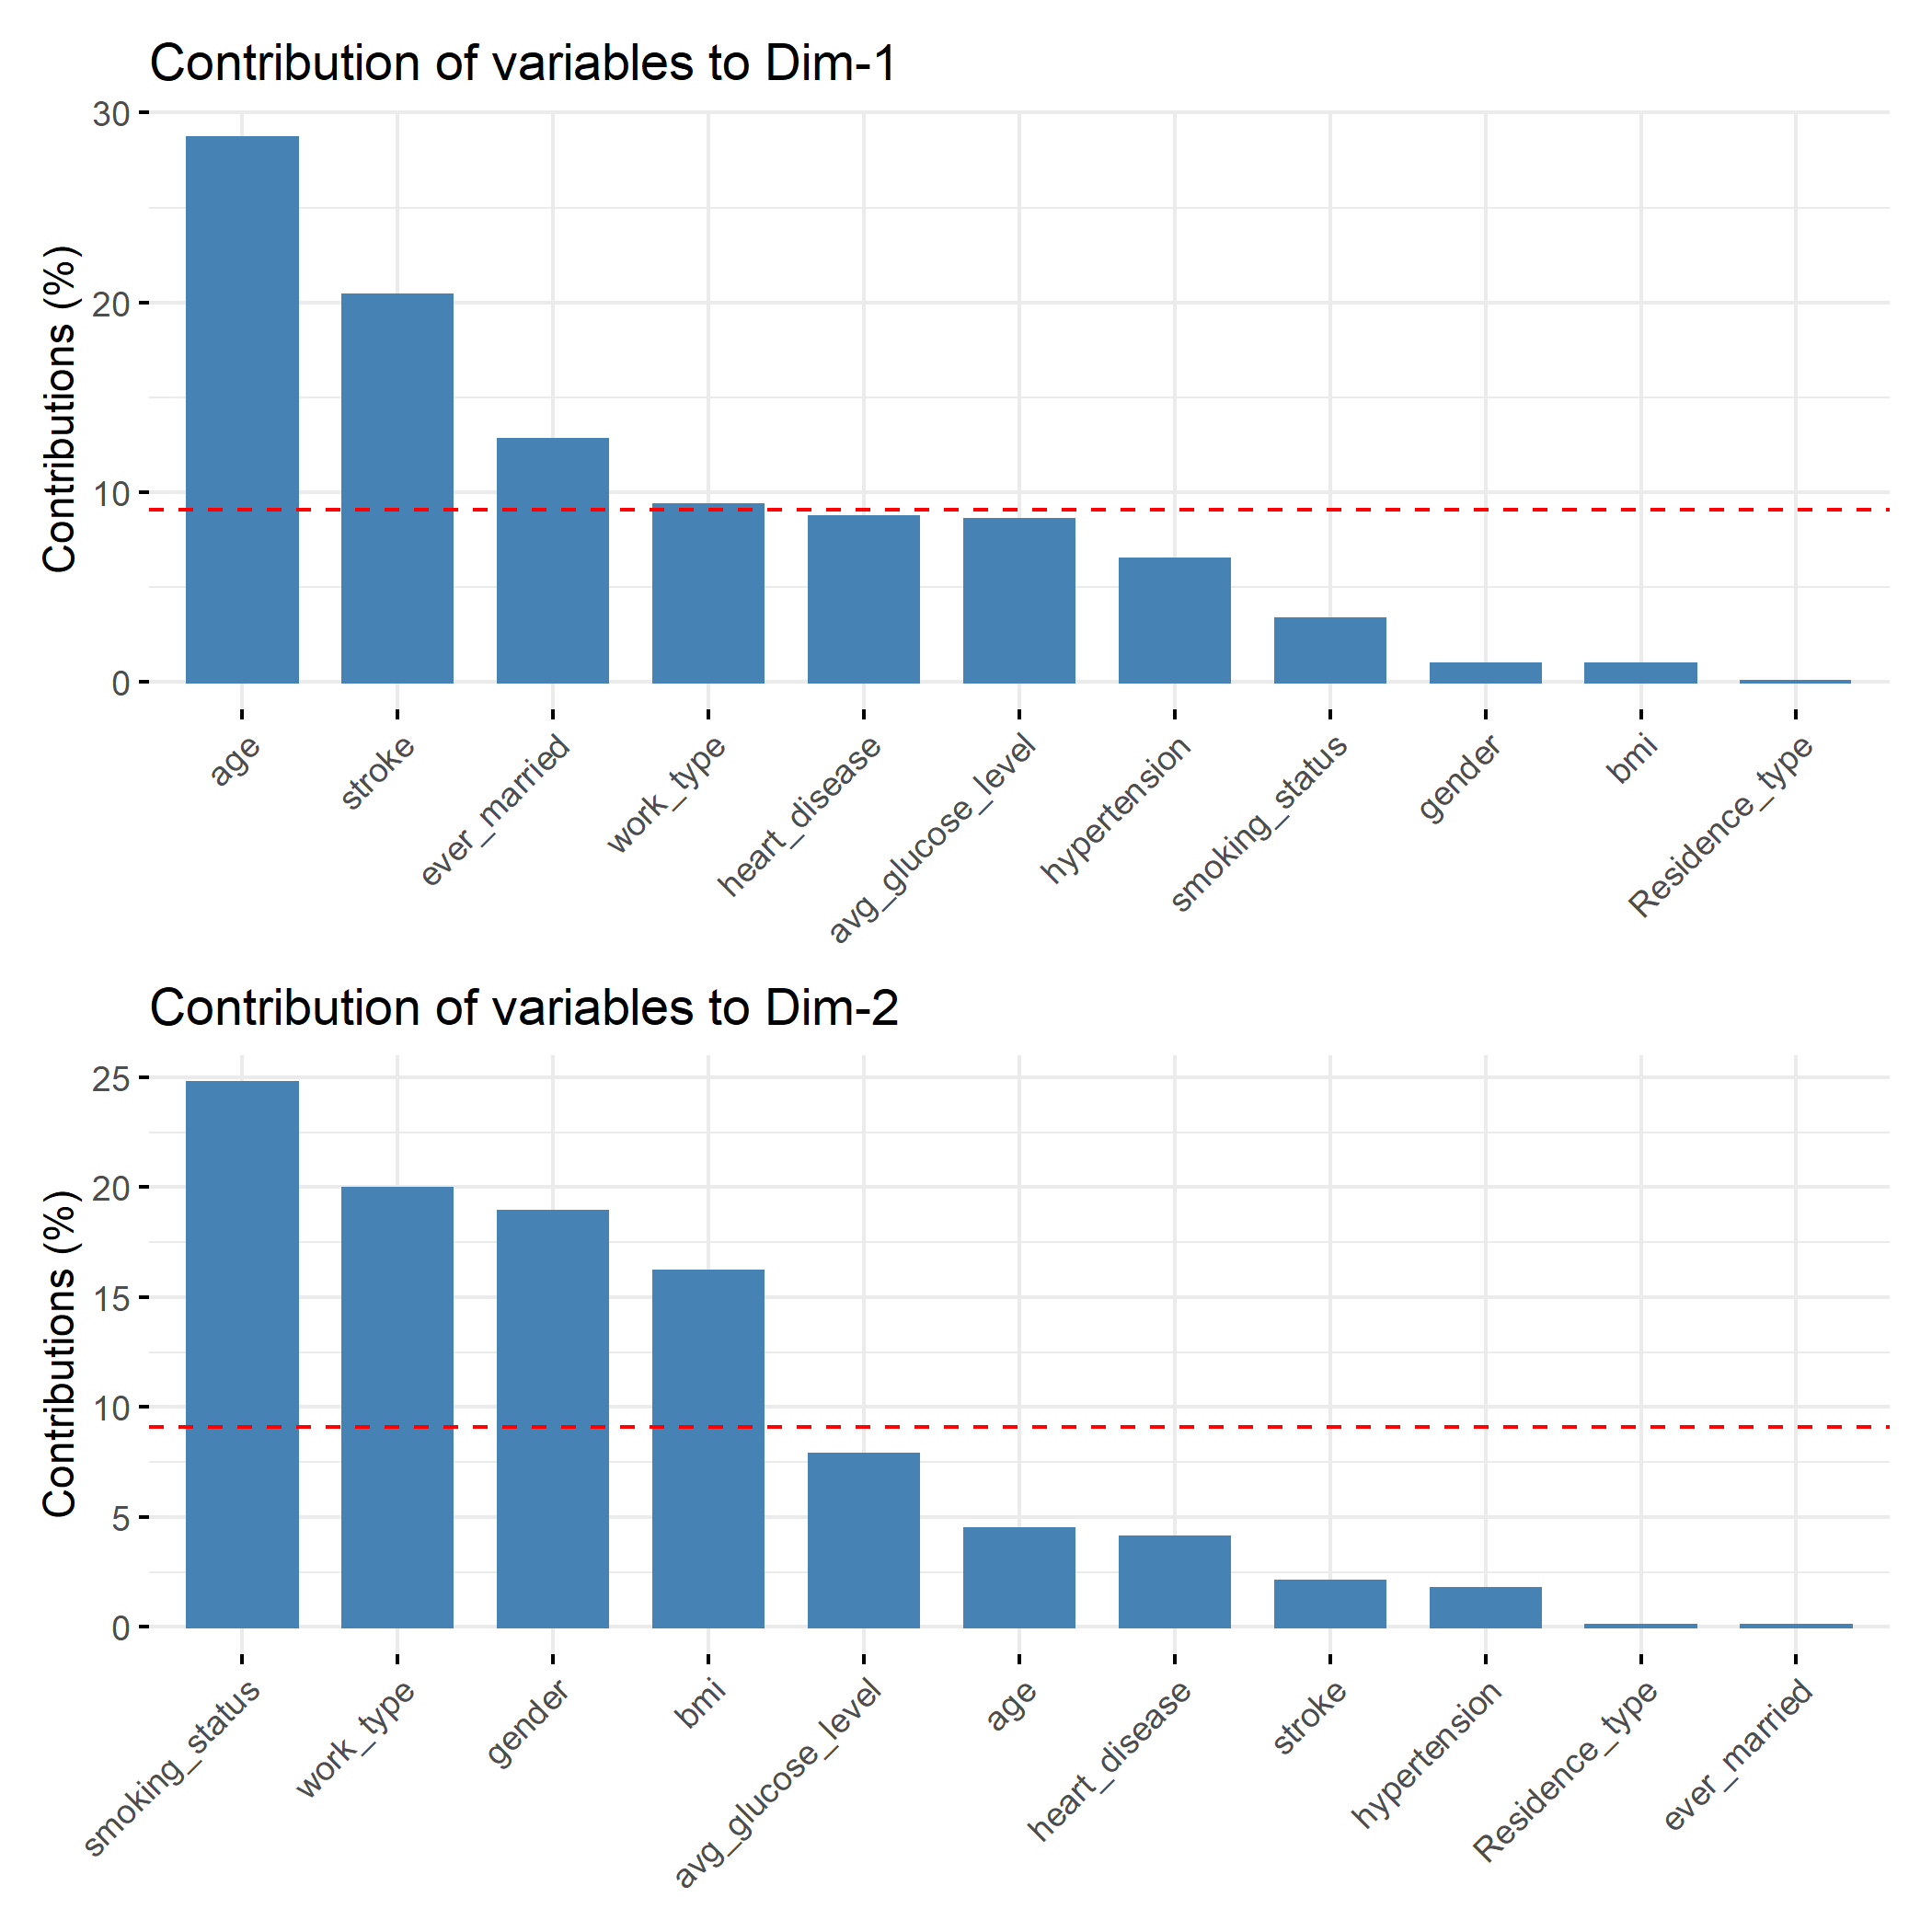 Contribution of variables to Dim-1
Contributions (%)
30
20
10
0
age
stroke
ever_married
work_type
heart_disease
avg_glucose_level
hypertension
smoking_status
gender
bmi
Residence_type
Contribution of variables to Dim-2
Contributions (%)
25
20
15
10
5
0
smoking_status
work_type
gender
bmi
avg_glucose_level
age
heart_disease
stroke
hypertension
Residence_type
ever_married